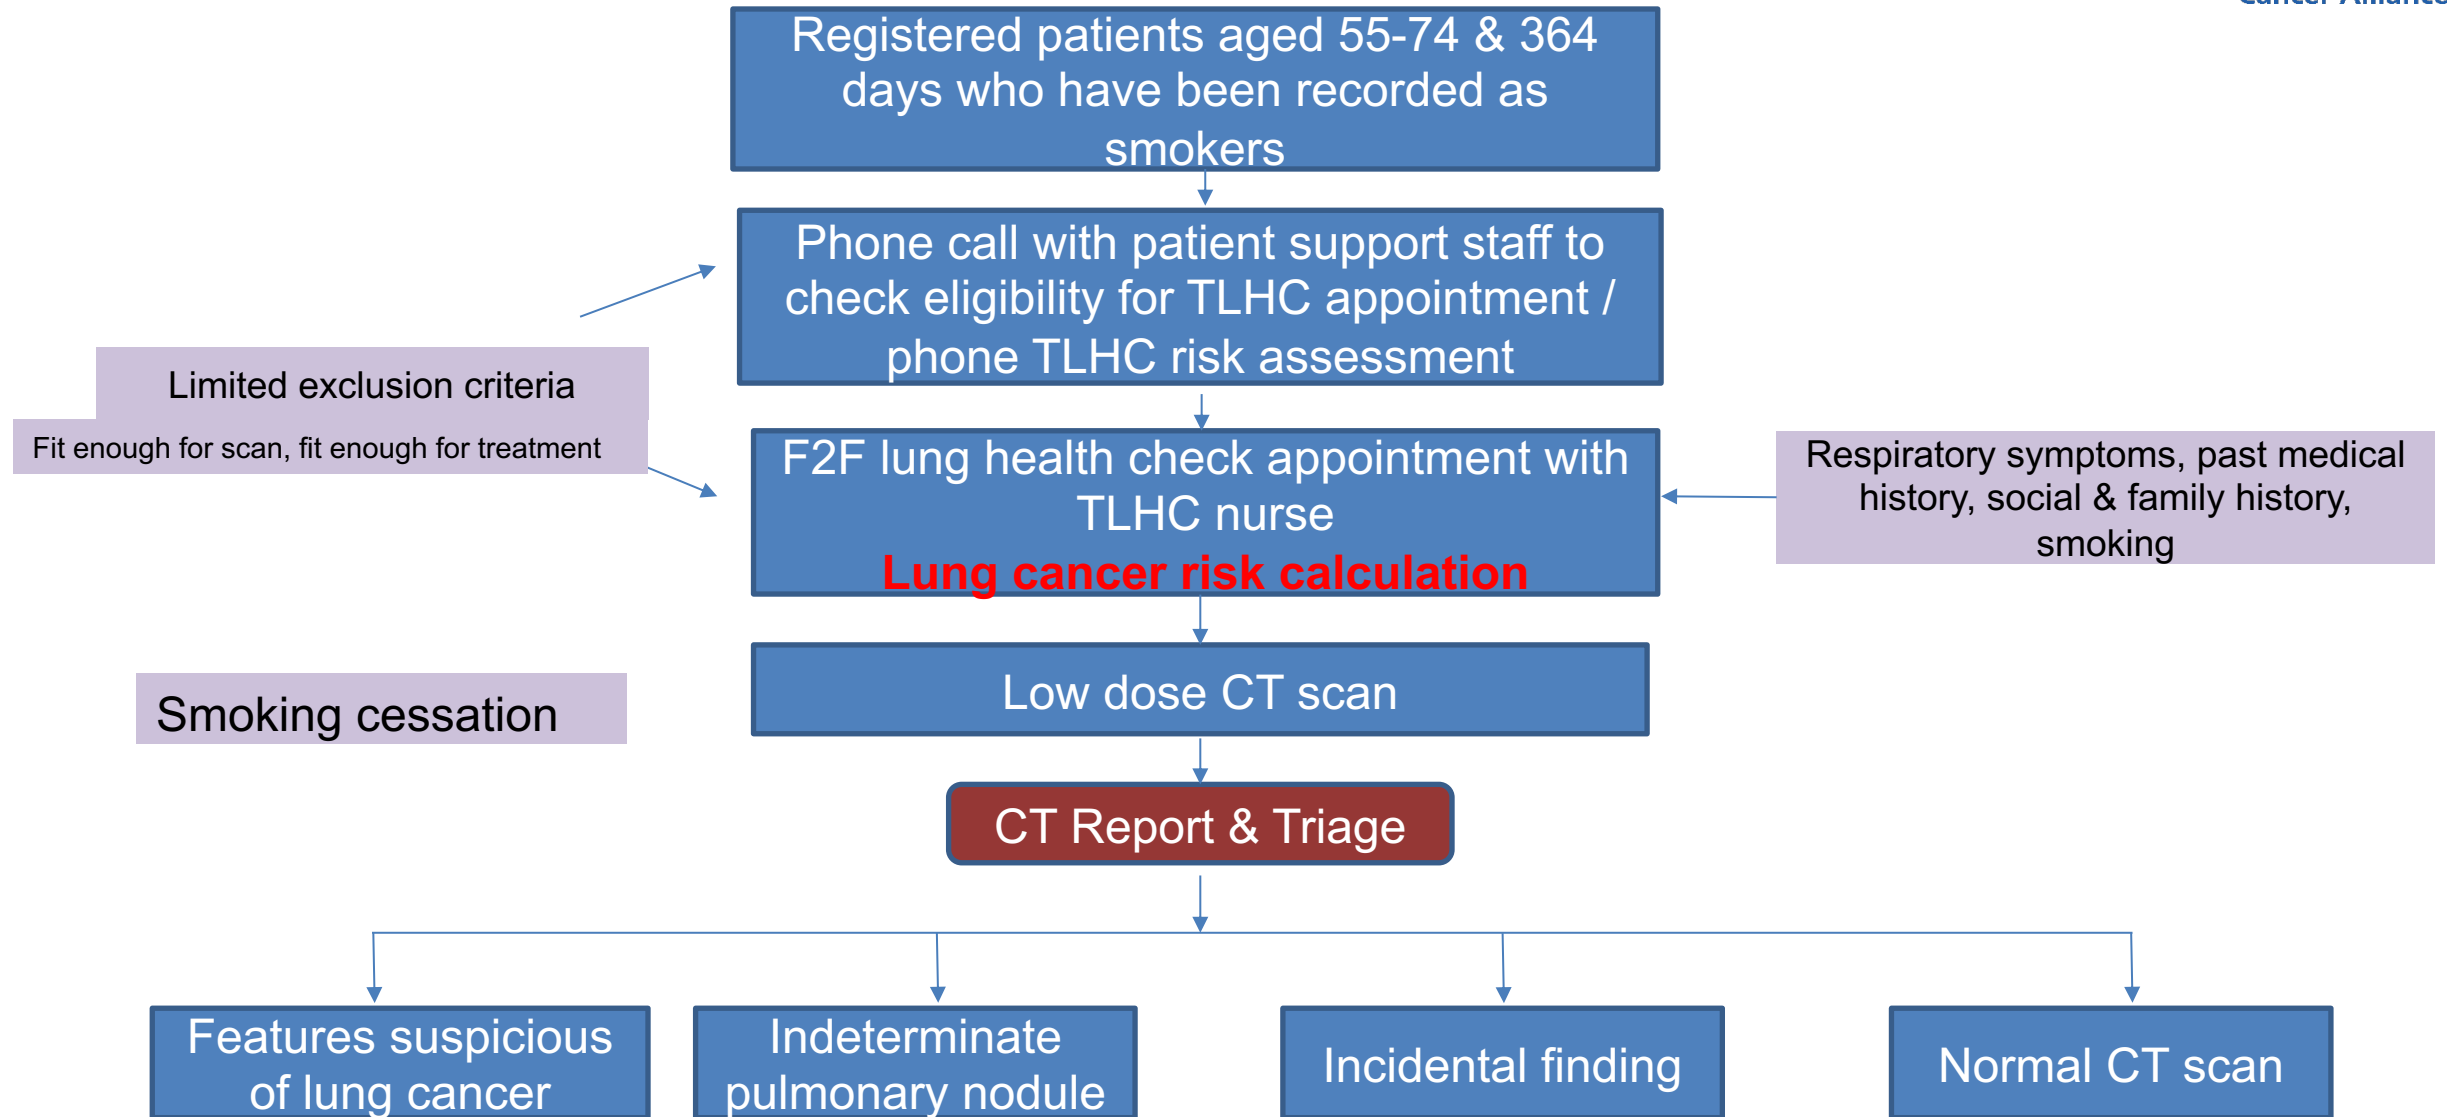 Registered patients aged 55-74 & 364
days who have been recorded as
smokers
Phone call with patient support staff to
check eligibility for TLHC appointment /
phone TLHC risk assessment
Limited exclusion criteria
Fit enough for scan, fit enough for treatment
F2F lung health check appointment with
TLHC nurse
Lung cancer risk calculation
Respiratory symptoms, past medical
history, social & family history,
smoking
Low dose CT scan
Smoking cessation
CT Report & Triage
Features suspicious
of lung cancer
Indeterminate
pulmonary nodule
Incidental finding
Normal CT scan